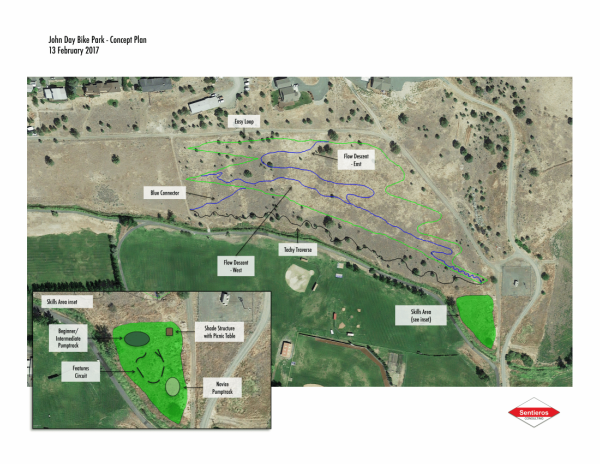 John Day Bike Park - Concept Plan
13 February 2017
Easy Loop
Flow Descent
- East
Blue Connector
Flow Descent
- West
Techy Traverse
Skills Area
(see inset)
Skills Area inset
Beginner/
Intermediate
Pumptrack
Shade Structure
with Picnic Table
Features
Circuit
Novice
Pumptrack
Sentieros